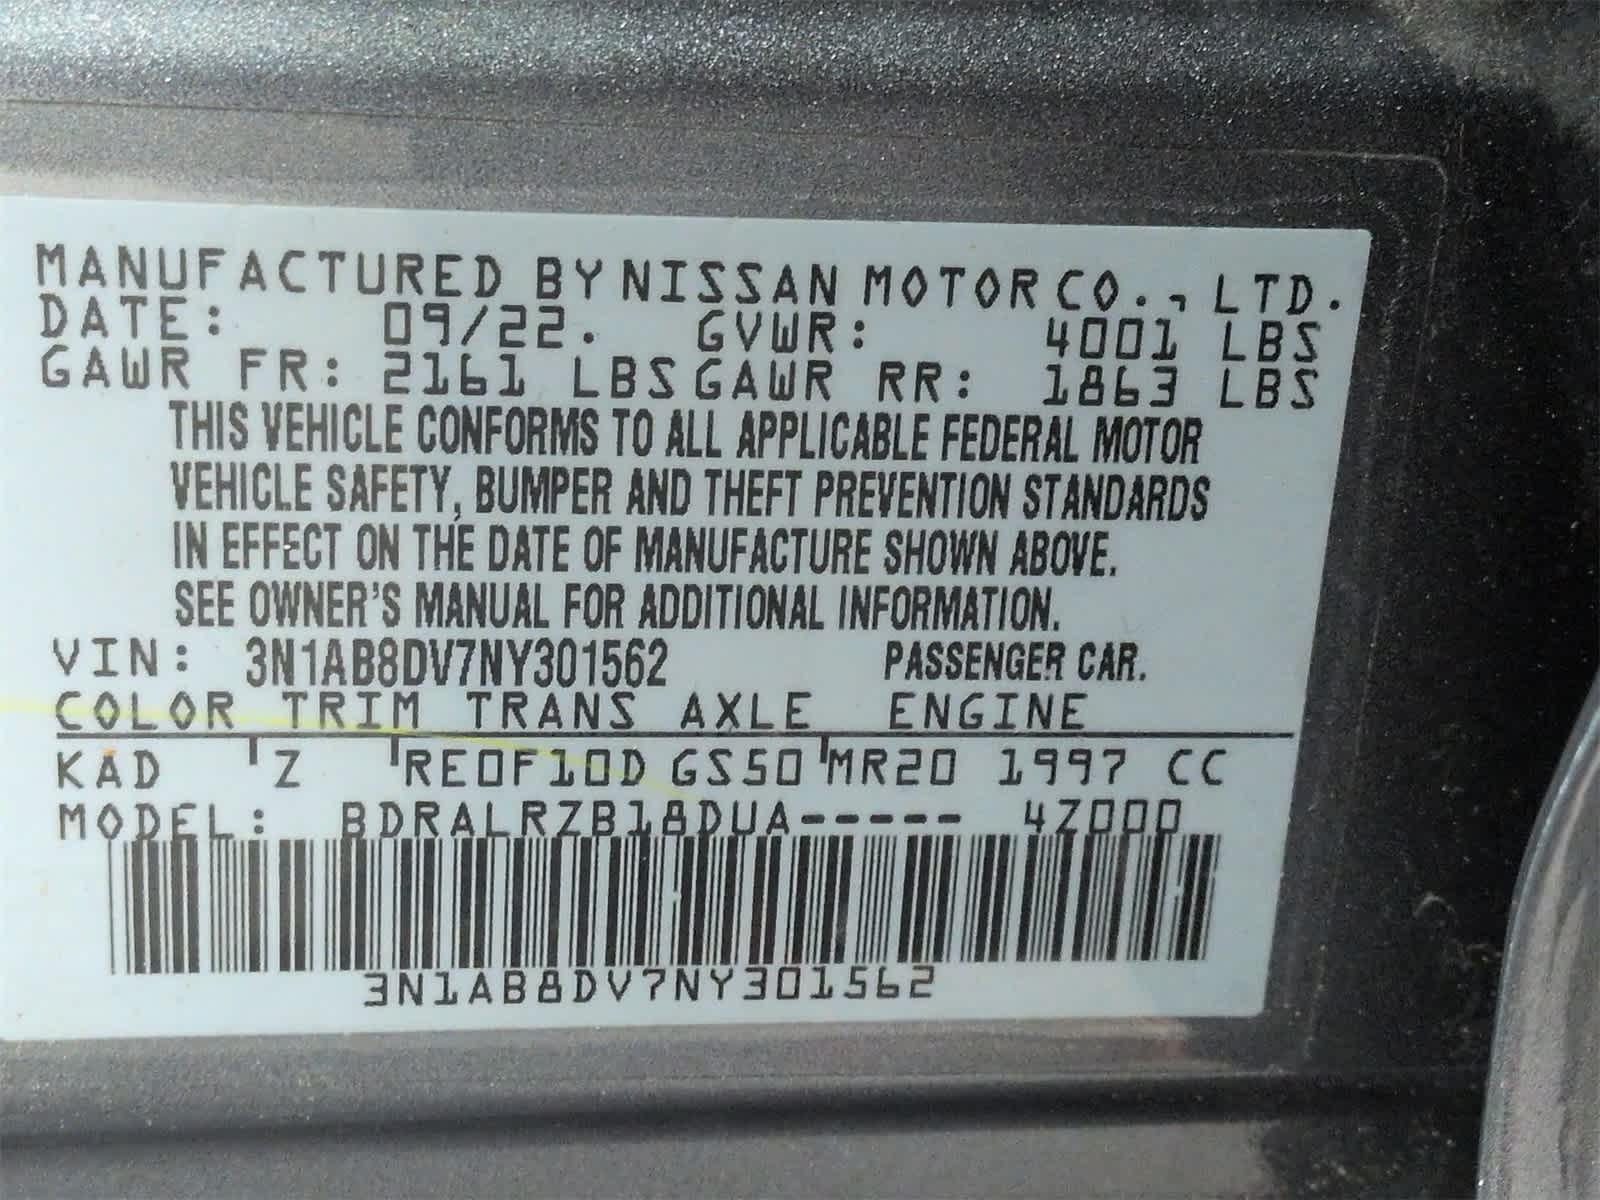 MANUFACTURED BY NISSAN MOTOR CO., LTD.
DATE: 09/22. GVWR: 4001 LBS
GAWR FR: 2161 LBS GAWR RR: 1863 LBS
THIS VEHICLE CONFORMS TO ALL APPLICABLE FEDERAL MOTOR
VEHICLE SAFETY, BUMPER AND THEFT PREVENTION STANDARDS
IN EFFECT ON THE DATE OF MANUFACTURE SHOWN ABOVE.
SEE OWNER'S MANUAL FOR ADDITIONAL INFORMATION.
VIN: 3N1AB8DV7NY301562 PASSENGER CAR.
COLOR TRIM TRANS AXLE ENGINE
KAD Z RE0F10D GS50 MR20 1997 CC
MODEL: BDRALRZB18DUA----- 4Z000
3N1AB8DV7NY301562